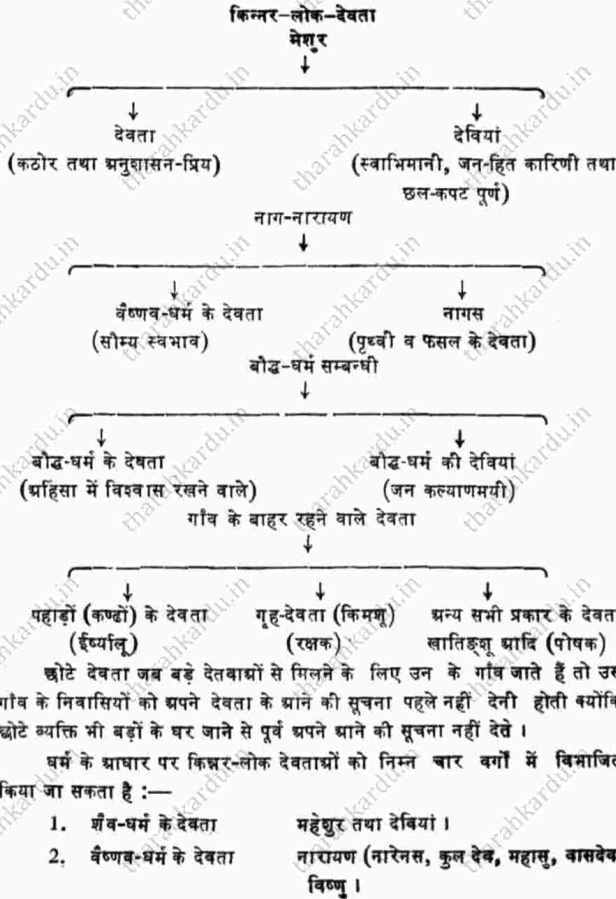 किन्नर-लोक-देवता
मेशुर
↓
↓ ↓
देवता देवियां
(कठोर तथा अनुशासन-प्रिय) (स्वाभिमानी, जन-हित कारिणी तथा
छल-कपट पूर्ण)
नाग-नारायण
↓
↓ ↓
वैष्णव-धर्म के देवता नागस
(सौम्य स्वभाव) (पृथ्वी व फसल के देवता)
बौद्ध-धर्म सम्बन्धी
↓
↓ ↓
बौद्ध-धर्म के देवता बौद्ध-धर्म की देवियां
(अहिंसा में विश्वास रखने वाले) (जन कल्याणमयी)
गाँव के बाहर रहने वाले देवता
↓
↓ ↓ ↓
पहाड़ों (कण्ढों) के देवता गृह-देवता (किमशू) अन्य सभी प्रकार के देवत
(ईर्ष्यालू) (रक्षक) खातिङ्शू आदि (पोषक)
छोटे देवता जब बड़े देतवाओं से मिलने के लिए उन के गाँव जाते हैं तो उस
गाँव के निवासियों को अपने देवता के आने की सूचना पहले नहीं देनी होती क्योंकि
छोटे व्यक्ति भी बड़ों के घर जाने से पूर्व अपने आने की सूचना नहीं देते ।
धर्म के आधार पर किन्नर-लोक देवताओं को निम्न चार वर्गों में विभाजित
किया जा सकता है :—
1. शैव-धर्म के देवता महेशुर तथा देवियां ।
2. वैष्णव-धर्म के देवता नारायण (नारेनस, कुल देव, महासु, वासदेव
विष्णु ।
tharahkardu.in